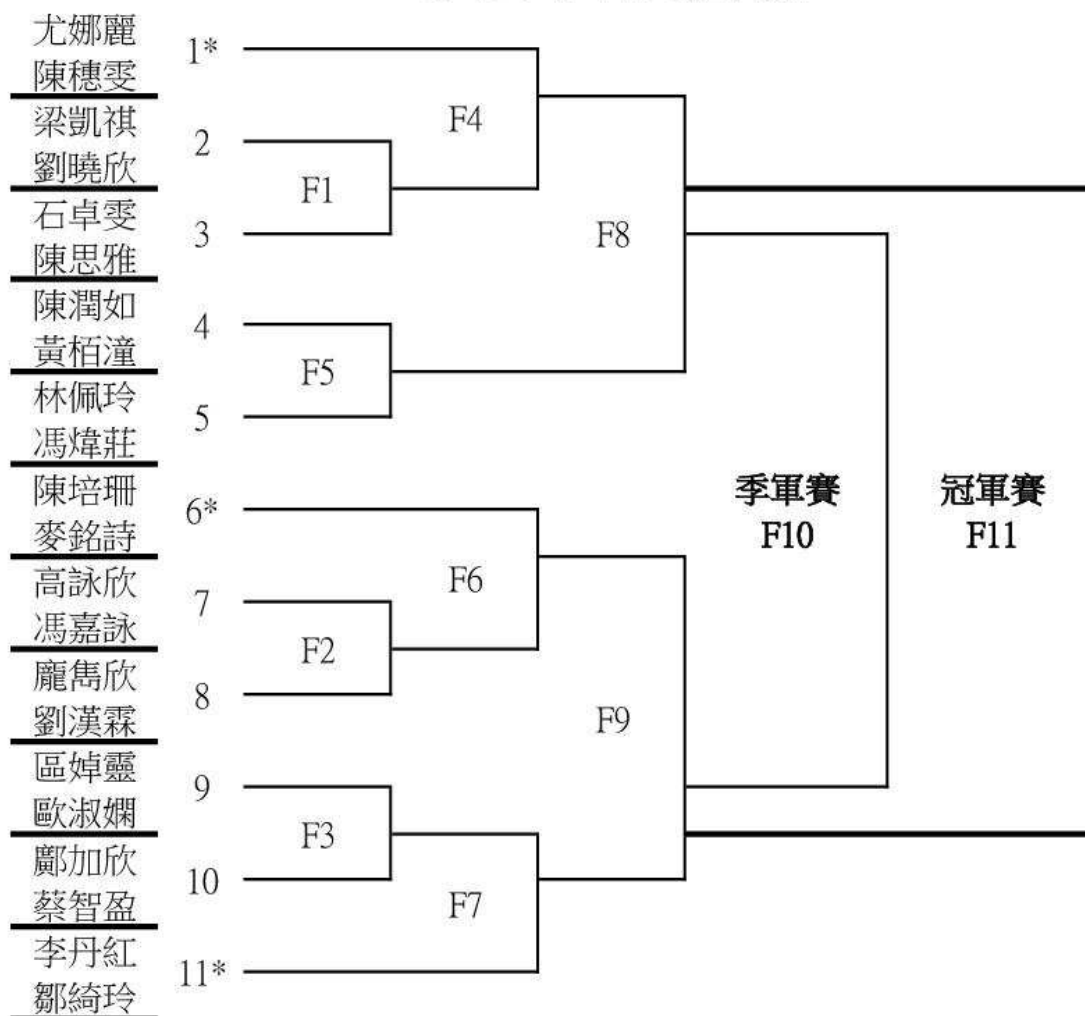 尤娜麗
陳穗雯
1*
梁凱祺
劉曉欣
2
F4
F1
石卓雯
陳思雅
3
F8
陳潤如
黃栢潼
4
F5
林佩玲
馮煒莊
5
陳培珊
麥銘詩
6*
季軍賽
F10
冠軍賽
F11
高詠欣
馮嘉詠
7
F6
F2
龐雋欣
劉漢霖
8
F9
區婥靈
歐淑嫻
9
F3
鄺加欣
蔡智盈
10
F7
李丹紅
鄒綺玲
11*